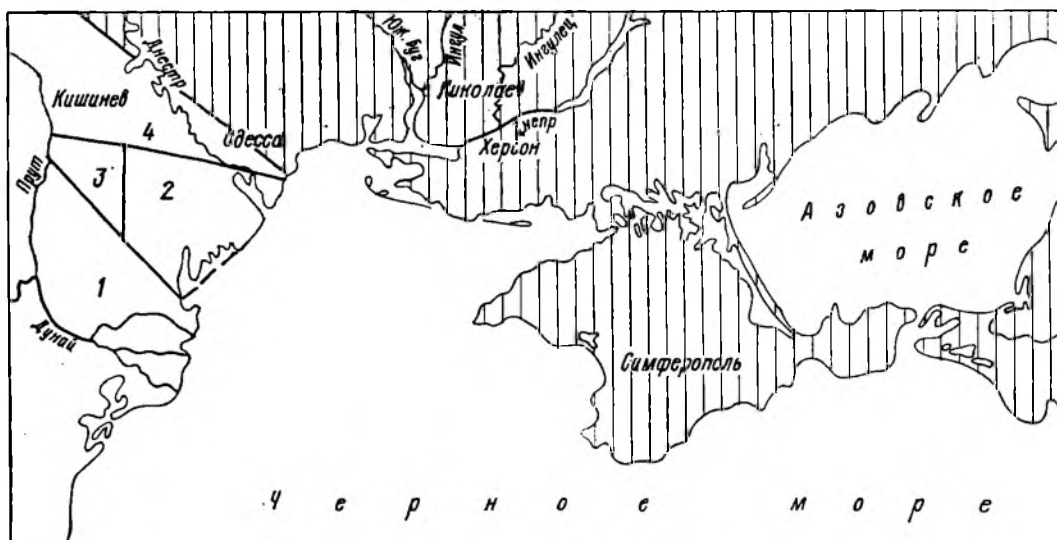 Днестр
Юж. Буг
Ингул
Ингулец
Кишинев
4
Одесса
Николаев
Днепр
Херсон
Прут
3
2
1
Дунай
Азовское
море
Симферополь
Черное море